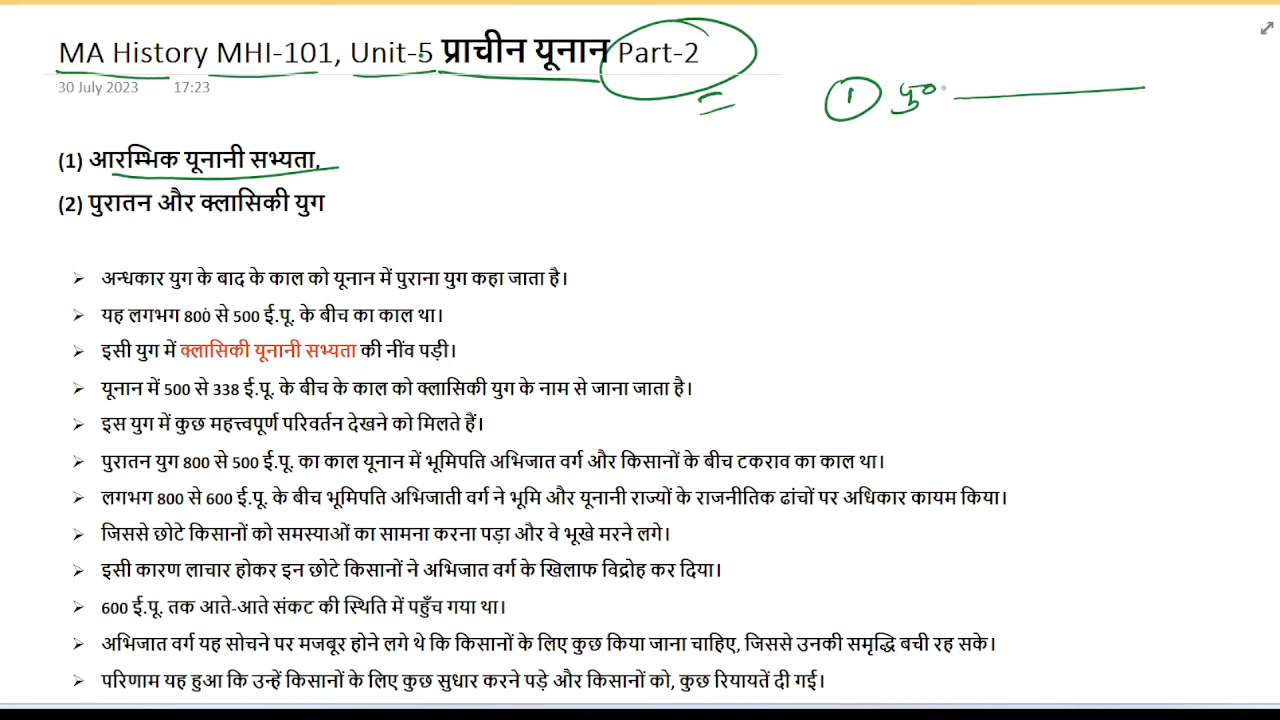 MA History MHI-101, Unit-5 प्राचीन यूनान Part-2
30 July 2023 17:23
(1) आरम्भिक यूनानी सभ्यता,
(2) पुरातन और क्लासिकी युग
➢ अन्धकार युग के बाद के काल को यूनान में पुराना युग कहा जाता है।
➢ यह लगभग 800 से 500 ई.पू. के बीच का काल था।
➢ इसी युग में क्लासिकी यूनानी सभ्यता की नींव पड़ी।
➢ यूनान में 500 से 338 ई.पू. के बीच के काल को क्लासिकी युग के नाम से जाना जाता है।
➢ इस युग में कुछ महत्त्वपूर्ण परिवर्तन देखने को मिलते हैं।
➢ पुरातन युग 800 से 500 ई.पू. का काल यूनान में भूमिपति अभिजात वर्ग और किसानों के बीच टकराव का काल था।
➢ लगभग 800 से 600 ई.पू. के बीच भूमिपति अभिजाती वर्ग ने भूमि और यूनानी राज्यों के राजनीतिक ढांचों पर अधिकार कायम किया।
➢ जिससे छोटे किसानों को समस्याओं का सामना करना पड़ा और वे भूखे मरने लगे।
➢ इसी कारण लाचार होकर इन छोटे किसानों ने अभिजात वर्ग के खिलाफ विद्रोह कर दिया।
➢ 600 ई.पू. तक आते-आते संकट की स्थिति में पहुँच गया था।
➢ अभिजात वर्ग यह सोचने पर मजबूर होने लगे थे कि किसानों के लिए कुछ किया जाना चाहिए, जिससे उनकी समृद्धि बची रह सके।
➢ परिणाम यह हुआ कि उन्हें किसानों के लिए कुछ सुधार करने पड़े और किसानों को, कुछ रियायतें दी गई।